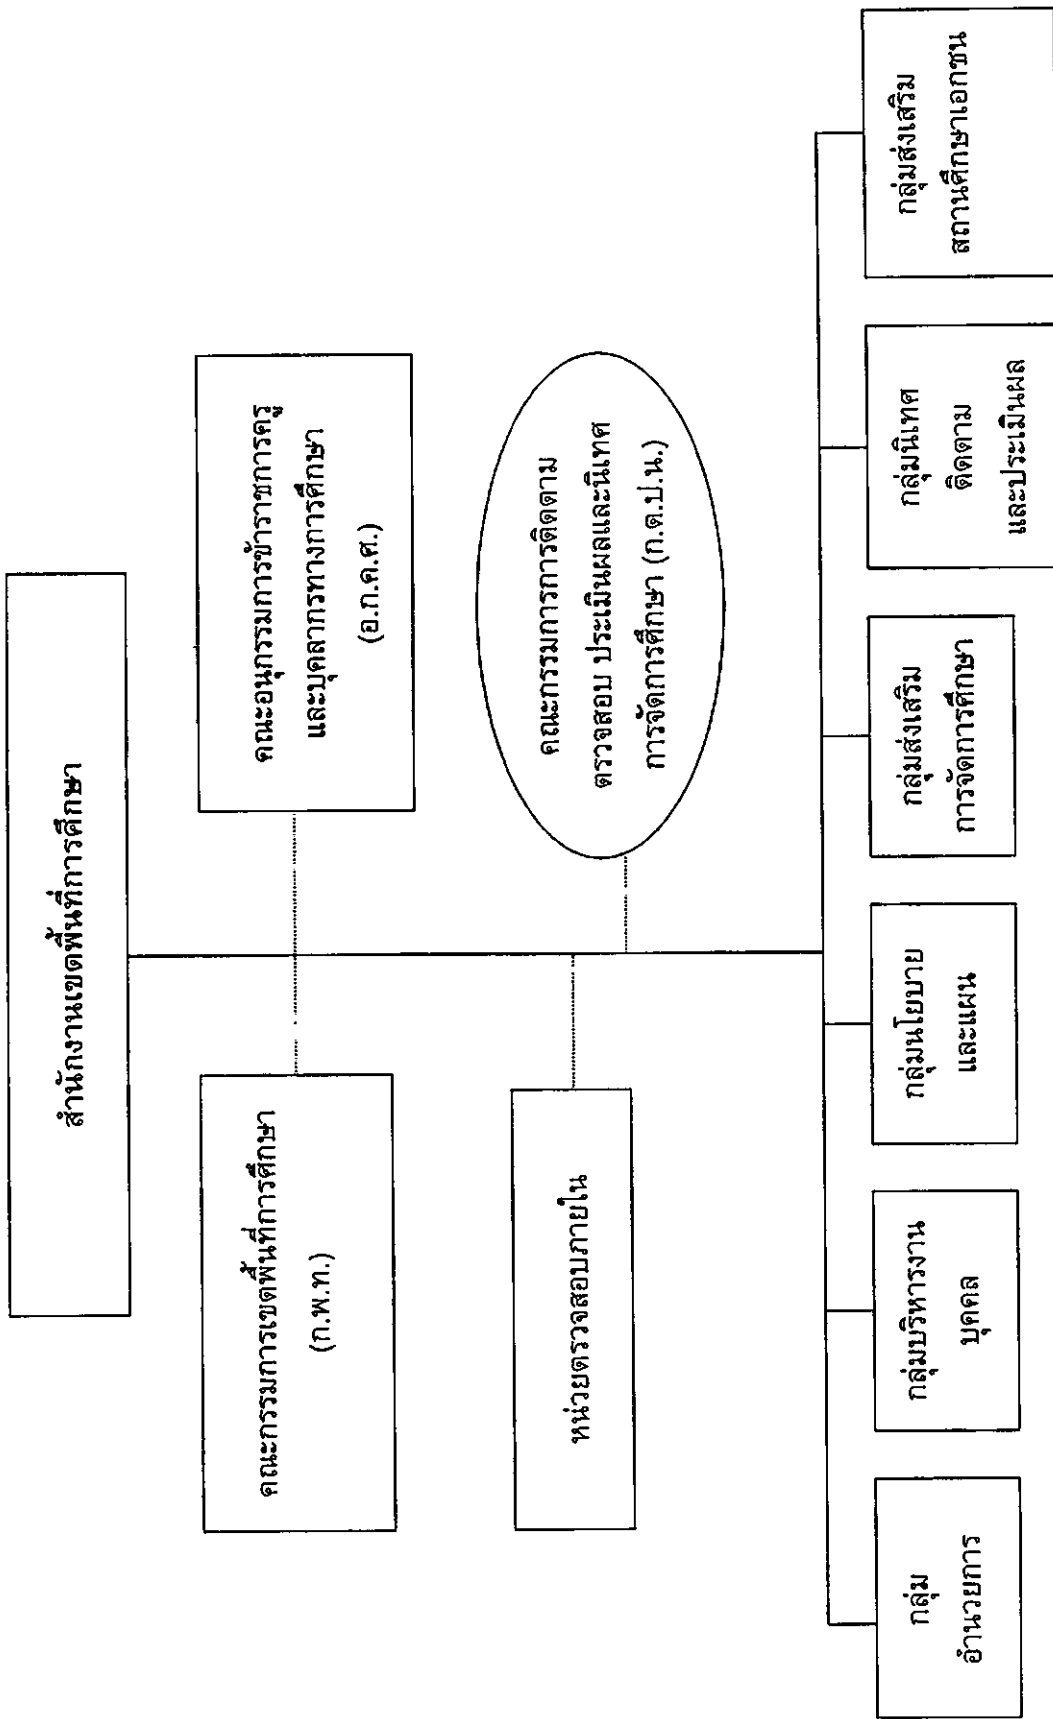 สำนักงานเขตพื้นที่การศึกษา
คณะกรรมการเขตพื้นที่การศึกษา
(ก.พ.ท.)
คณะอนุกรรมการข้าราชการครู
และบุคลากรทางการศึกษา
(อ.ก.ค.ศ.)
หน่วยตรวจสอบภายใน
คณะกรรมการการติดตาม
ตรวจสอบ ประเมินผลและนิเทศ
การจัดการศึกษา (ก.ต.ป.น.)
กลุ่ม
อำนวยการ
กลุ่มบริหารงาน
บุคคล
กลุ่มนโยบาย
และแผน
กลุ่มส่งเสริม
การจัดการศึกษา
กลุ่มนิเทศ
ติดตาม
และประเมินผล
กลุ่มส่งเสริม
สถานศึกษาเอกชน